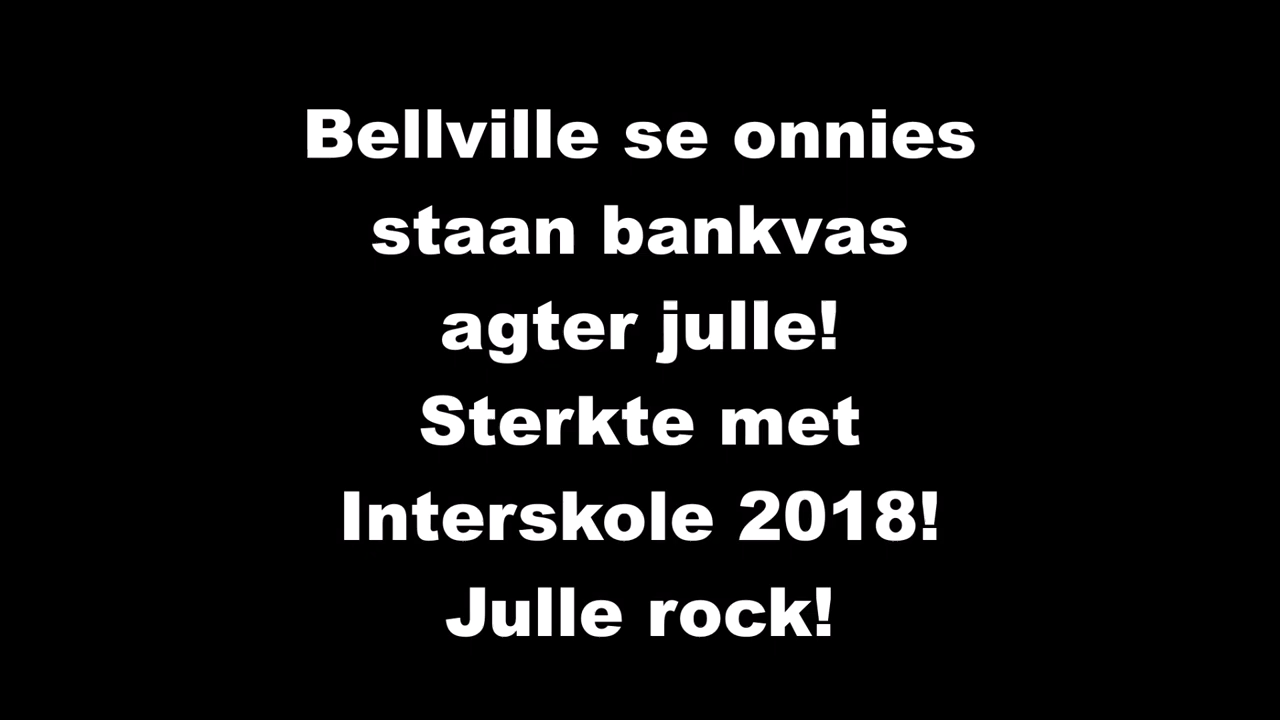 Bellville se onnies
staan bankvas
agter julle!
Sterkte met
Interskole 2018!
Julle rock!